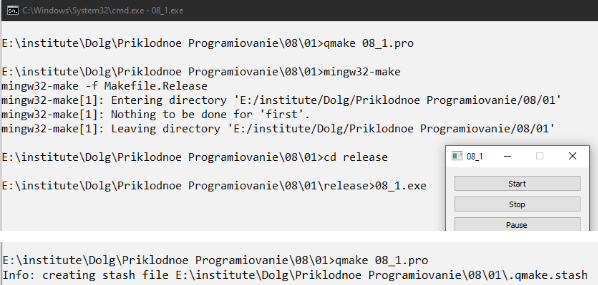 C:\Windows\System32\cmd.exe - 08_1.exe
E:\institute\Dolg\Priklodnoe Programiovanie\08\01>qmake 08_1.pro
E:\institute\Dolg\Priklodnoe Programiovanie\08\01>mingw32-make
mingw32-make -f Makefile.Release
mingw32-make[1]: Entering directory 'E:/institute/Dolg/Priklodnoe Programiovanie/08/01'
mingw32-make[1]: Nothing to be done for 'first'.
mingw32-make[1]: Leaving directory 'E:/institute/Dolg/Priklodnoe Programiovanie/08/01'
E:\institute\Dolg\Priklodnoe Programiovanie\08\01>cd release
E:\institute\Dolg\Priklodnoe Programiovanie\08\01\release>08_1.exe
08_1
Start
Stop
Pause
E:\institute\Dolg\Priklodnoe Programiovanie\08\01>qmake 08_1.pro
Info: creating stash file E:\institute\Dolg\Priklodnoe Programiovanie\08\01\.qmake.stash